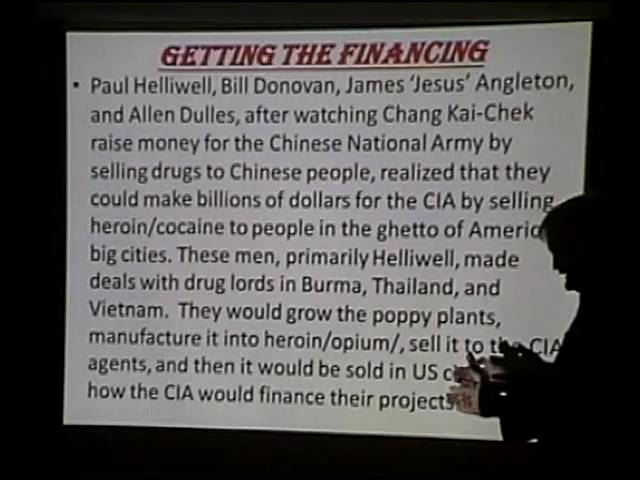 GETTING THE FINANCING
• Paul Helliwell, Bill Donovan, James 'Jesus' Angleton,
and Allen Dulles, after watching Chang Kai-Chek
raise money for the Chinese National Army by
selling drugs to Chinese people, realized that they
could make billions of dollars for the CIA by selling
heroin/cocaine to people in the ghetto of
big cities. These men, primarily Helliwell, made
deals with drug lords in Burma, Thailand, and
Vietnam. They would grow the poppy plants,
manufacture it into heroin/opium/, sell it to the CIA
agents, and then it would be sold in US
how the CIA would finance their projects